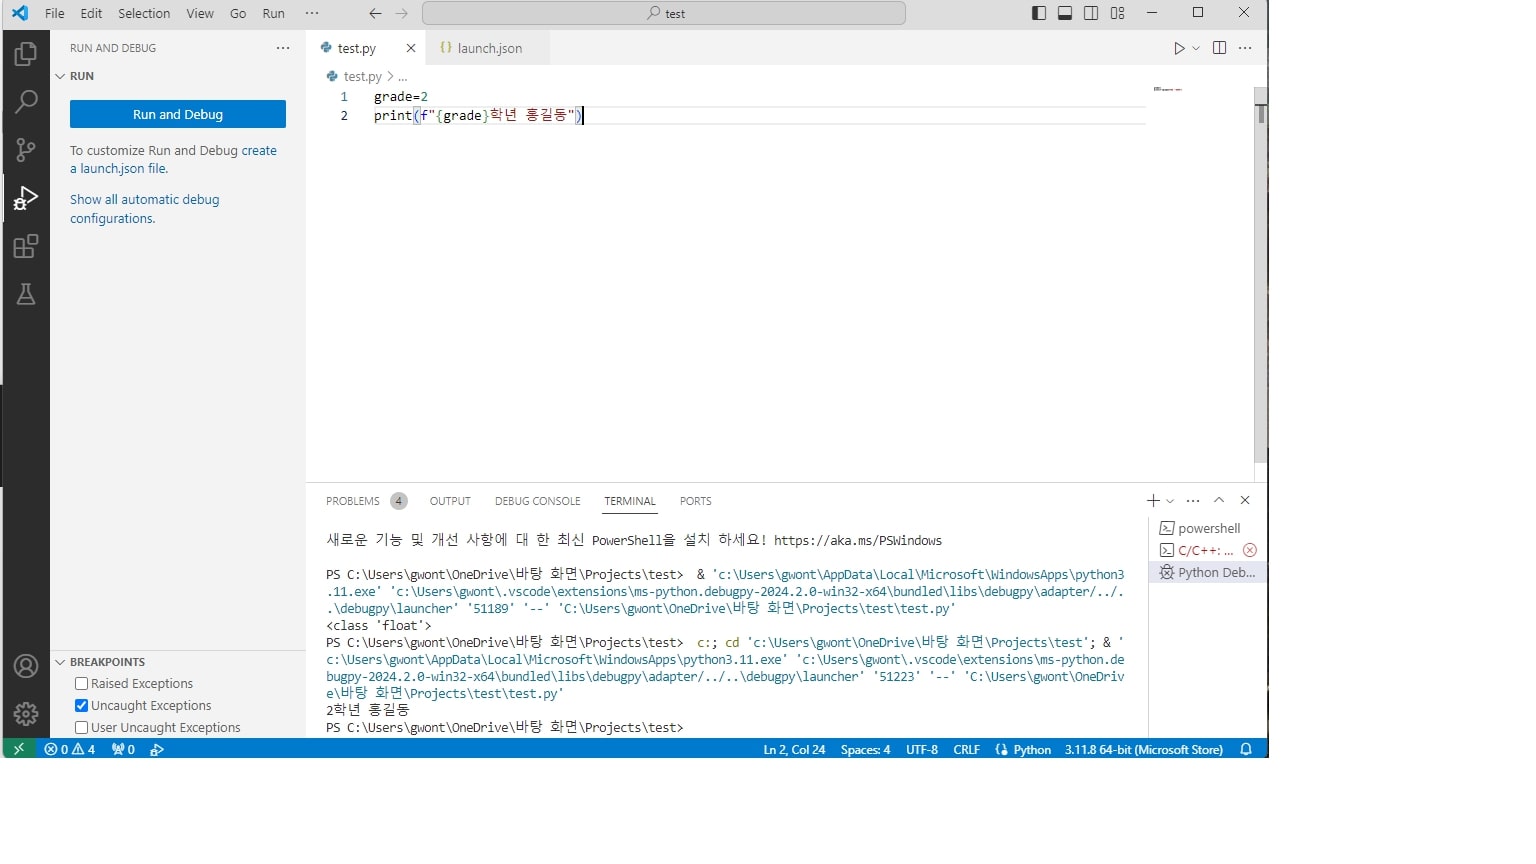 File Edit Selection View Go Run ... test
RUN AND DEBUG ...
RUN
Run and Debug
To customize Run and Debug create
a launch.json file.
Show all automatic debug
configurations.
test.py launch.json
test.py > ...
1 grade=2
2 print(f"{grade}학년 홍길동")
PROBLEMS 4 OUTPUT DEBUG CONSOLE TERMINAL PORTS
새로운 기능 및 개선 사항에 대 한 최신 PowerShell을 설치 하세요! https://aka.ms/PSWindows
PS C:\Users\gwont\OneDrive\바탕 화면\Projects\test>  & 'c:\Users\gwont\AppData\Local\Microsoft\WindowsApps\python3
.11.exe' 'c:\Users\gwont\.vscode\extensions\ms-python.debugpy-2024.2.0-win32-x64\bundled\libs\debugpy\adapter/../.
.\debugpy\launcher' '51189' '--' 'C:\Users\gwont\OneDrive\바탕 화면\Projects\test\test.py'
<class 'float'>
PS C:\Users\gwont\OneDrive\바탕 화면\Projects\test>  c:; cd 'c:\Users\gwont\OneDrive\바탕 화면\Projects\test'; & '
c:\Users\gwont\AppData\Local\Microsoft\WindowsApps\python3.11.exe' 'c:\Users\gwont\.vscode\extensions\ms-python.de
bugpy-2024.2.0-win32-x64\bundled\libs\debugpy\adapter/../..\debugpy\launcher' '51223' '--' 'C:\Users\gwont\OneDriv
e\바탕 화면\Projects\test\test.py'
2학년 홍길동
PS C:\Users\gwont\OneDrive\바탕 화면\Projects\test>
powershell
C/C++: ...
Python Deb...
BREAKPOINTS
Raised Exceptions
Uncaught Exceptions
User Uncaught Exceptions
0 4 0 Ln 2, Col 24 Spaces: 4 UTF-8 CRLF Python 3.11.8 64-bit (Microsoft Store)